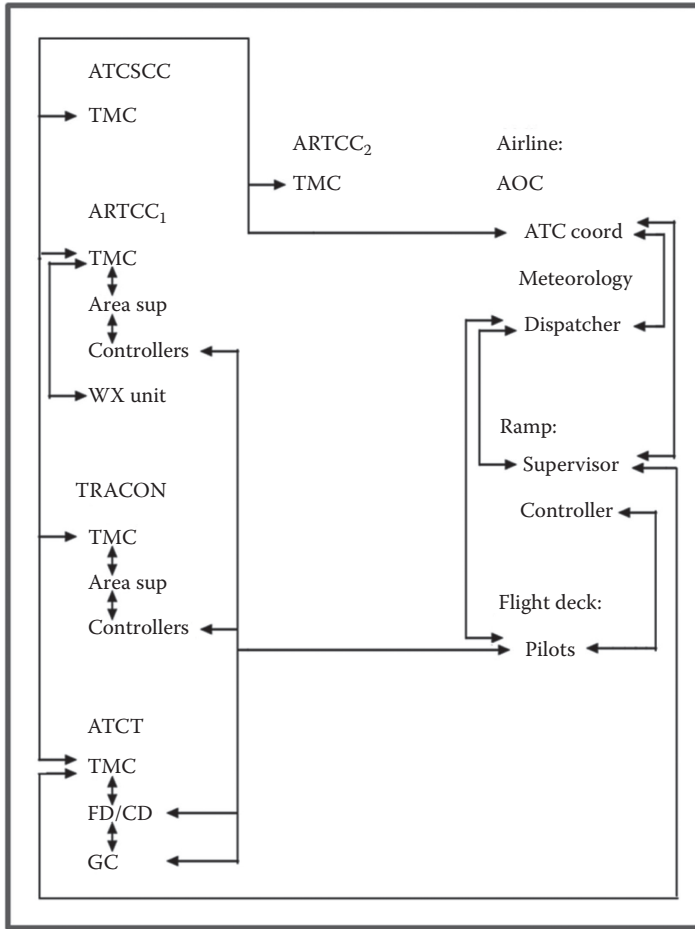 ATCSCC
TMC
ARTCC₂
TMC
Airline:
AOC
ARTCC₁
TMC
Area sup
Controllers
WX unit
ATC coord
Meteorology
Dispatcher
Ramp:
Supervisor
Controller
TRACON
TMC
Area sup
Controllers
Flight deck:
Pilots
ATCT
TMC
FD/CD
GC